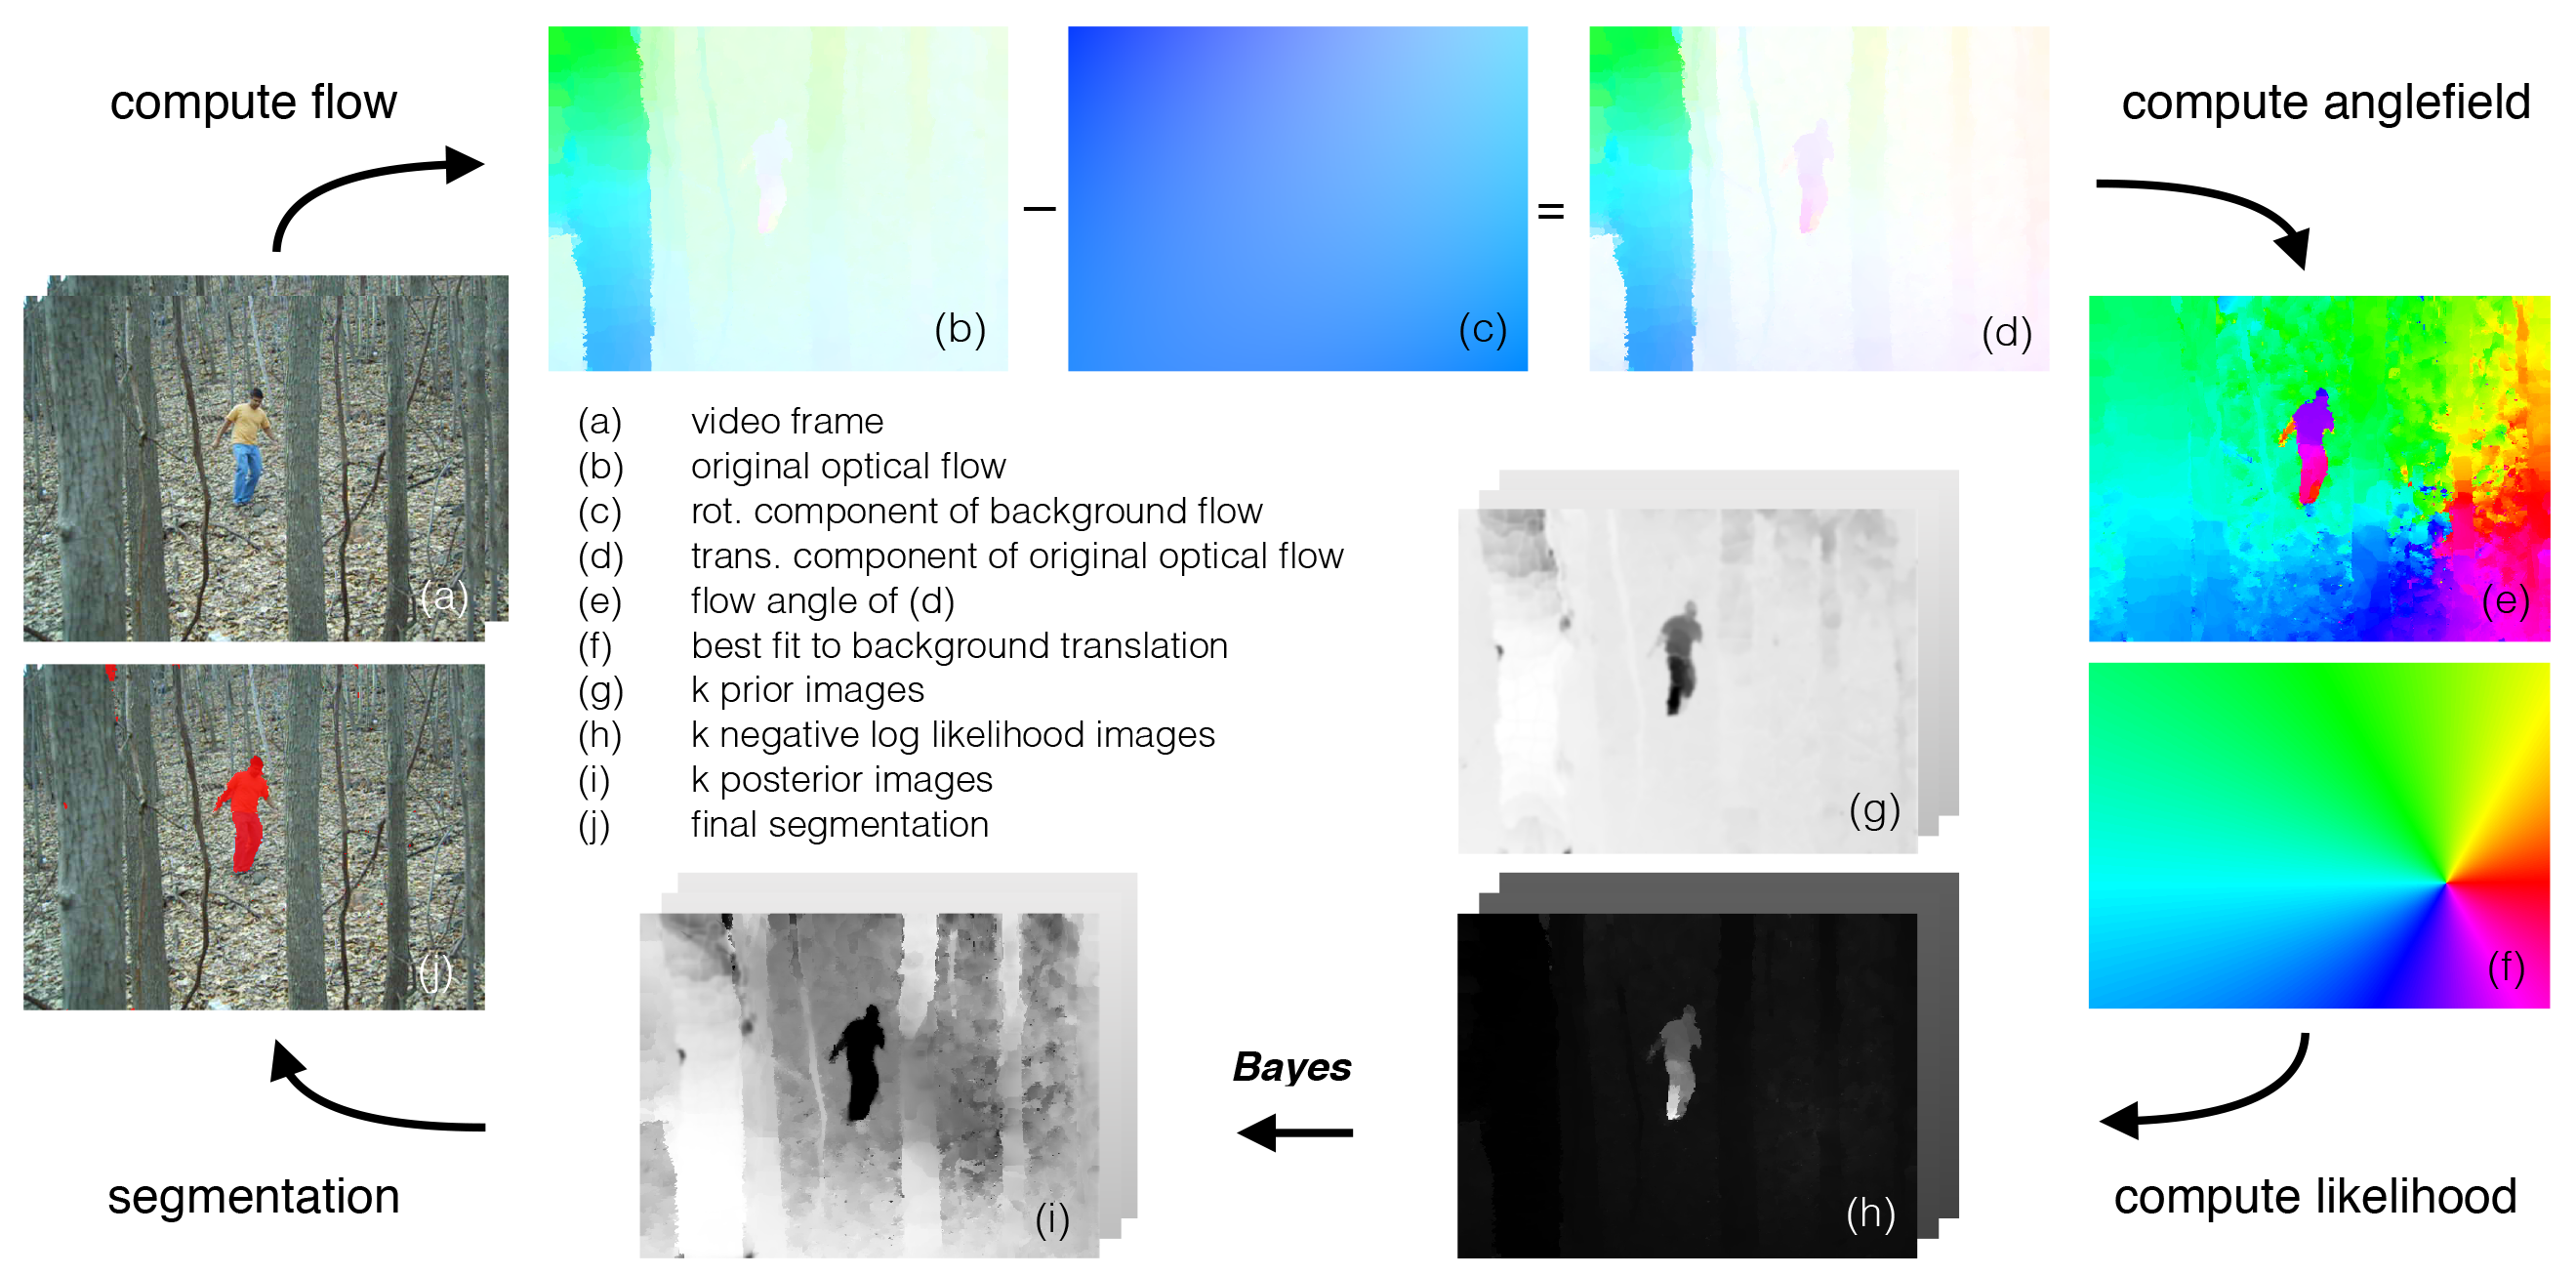 compute flow
compute anglefield
(b)
–
(c)
=
(d)
(a)
(e)
(a) video frame
(b) original optical flow
(c) rot. component of background flow
(d) trans. component of original optical flow
(e) flow angle of (d)
(f) best fit to background translation
(g) k prior images
(h) k negative log likelihood images
(i) k posterior images
(j) final segmentation
(g)
(j)
(f)
Bayes
(i)
(h)
segmentation
compute likelihood